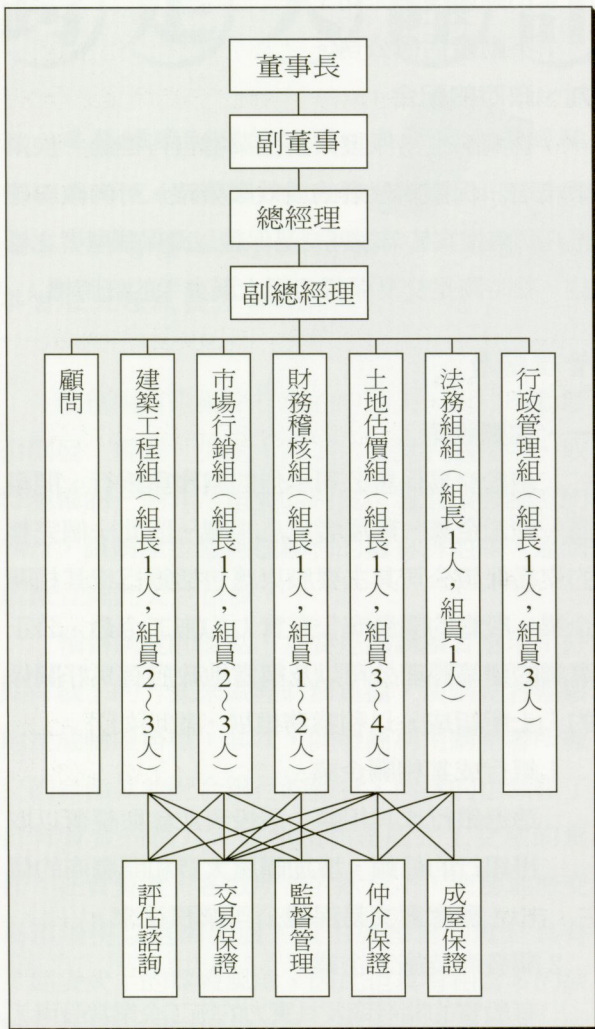 董事長
副董事
總經理
副總經理
顧問
建築工程組（組長1人，組員2～3人）
市場行銷組（組長1人，組員2～3人）
財務稽核組（組長1人，組員1～2人）
土地估價組（組長1人，組員3～4人）
法務組組（組長1人，組員1人）
行政管理組（組長1人，組員3人）
評估諮詢
交易保證
監督管理
仲介保證
成屋保證